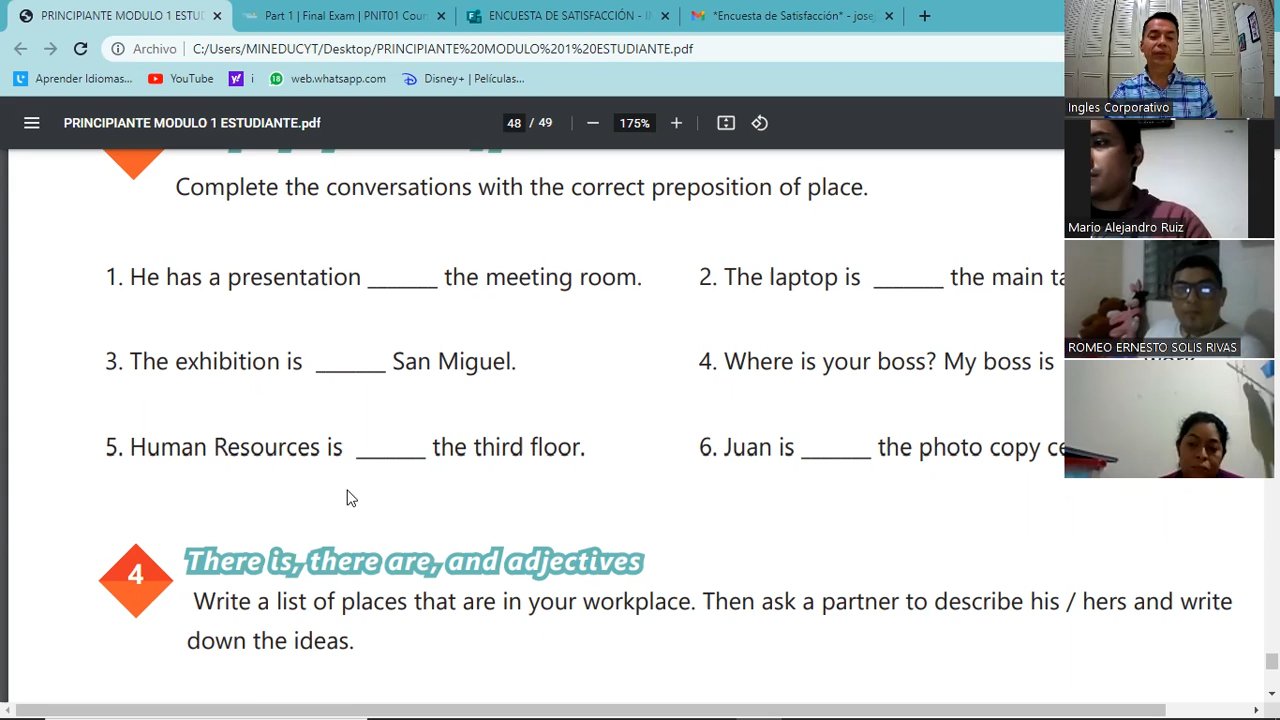 PRINCIPIANTE MODULO 1 ESTUD
Part 1 | Final Exam | PNIT01 Cour
ENCUESTA DE SATISFACCIÓN - 
*Encuesta de Satisfacción* - jose
Archivo
C:/Users/MINEDUCYT/Desktop/PRINCIPIANTE%20MODULO%201%20ESTUDIANTE.pdf
Aprender Idiomas...
YouTube
i
web.whatsapp.com
Disney+ | Películas,...
PRINCIPIANTE MODULO 1 ESTUDIANTE.pdf
48 / 49
175%
Ingles Corporativo
Mario Alejandro Ruiz
ROMEO ERNESTO SOLIS RIVAS
Complete the conversations with the correct preposition of place.
1. He has a presentation ______ the meeting room.
2. The laptop is ______ the main ta
3. The exhibition is ______ San Miguel.
4. Where is your boss? My boss is
5. Human Resources is ______ the third floor.
6. Juan is ______ the photo copy ce
4
There is, there are, and adjectives
Write a list of places that are in your workplace. Then ask a partner to describe his / hers and write
down the ideas.